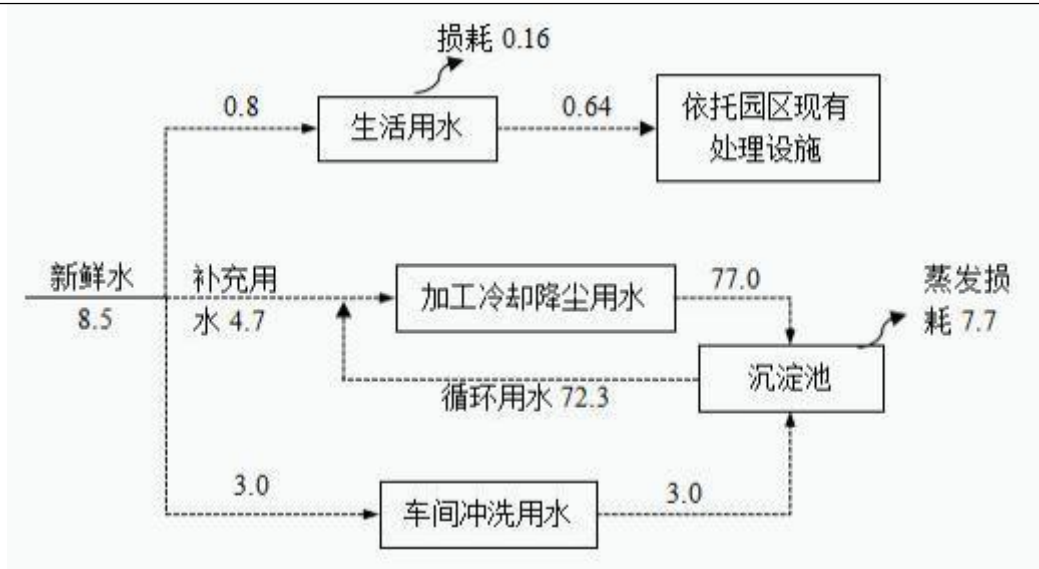 损耗 0.16
0.8
生活用水
0.64
依托园区现有
处理设施
新鲜水
8.5
补充用
水 4.7
加工冷却降尘用水
77.0
蒸发损
耗 7.7
沉淀池
循环用水 72.3
3.0
车间冲洗用水
3.0